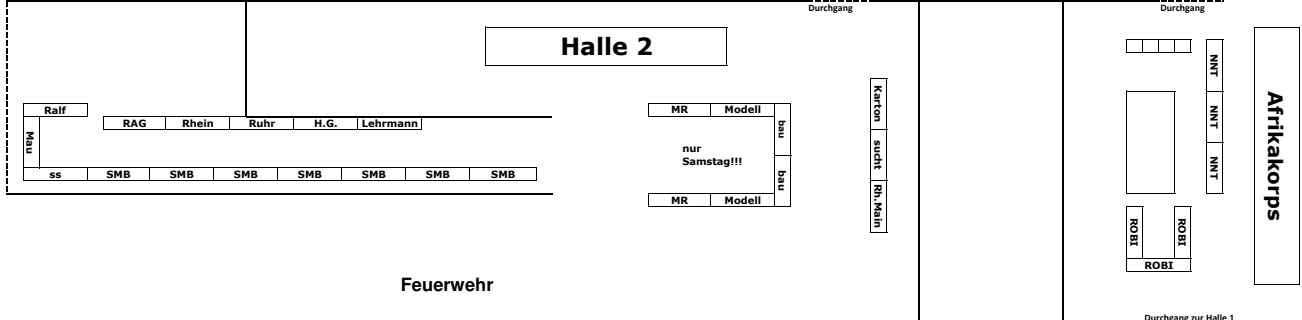 Durchgang
Durchgang
Halle 2
Ralf
Mau
RAG Rhein Ruhr H.G. Lehrmann
ss SMB SMB SMB SMB SMB SMB SMB
MR Modell
bau
nur
Samstag!!!
bau
MR Modell
Karton
sucht
Rh.Main
NNT
NNT
NNT
Afrikakorps
ROBI
ROBI
ROBI
Feuerwehr
Durchgang zur Halle 1